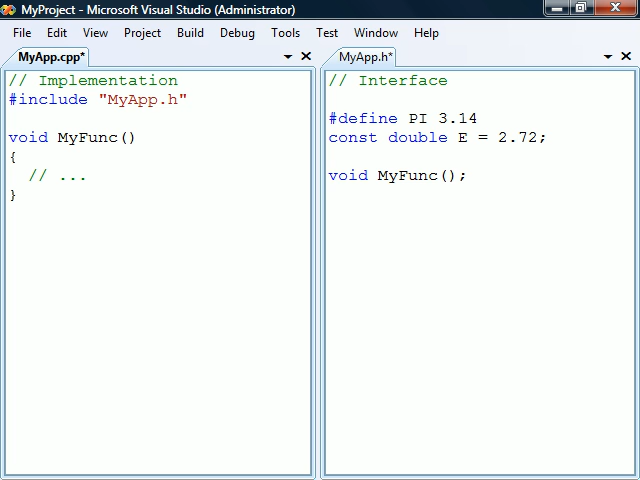 MyProject - Microsoft Visual Studio (Administrator)
File Edit View Project Build Debug Tools Test Window Help
MyApp.cpp*
// Implementation
#include "MyApp.h"
void MyFunc()
{
// ...
}
MyApp.h*
// Interface
#define PI 3.14
const double E = 2.72;
void MyFunc();